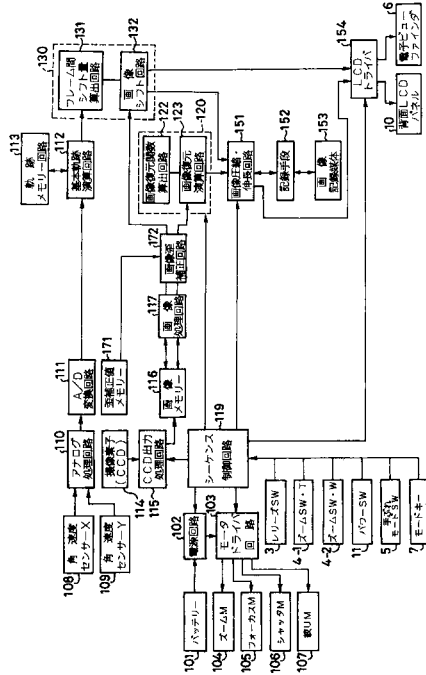 130
131
フレーム間
シフト量
算出回路
132
画像
シフト回路
113
軌跡
メモリー回路
112
基本軌跡
演算回路
122
画像復元関数
算出回路
123
120
画像復元
演算回路
154
LCD
ドライバ
6
電子ビュー
ファインダ
10
背面LCD
パネル
151
画像圧縮
伸長回路
152
記録手段
153
画像
記録媒体
172
画像歪
補正回路
117
画像
処理回路
116
画像
メモリー
111
A/D
変換回路
171
歪補正値
メモリー
110
アナログ
処理回路
108
角速度
センサーX
109
角速度
センサーY
114
撮像素子
(CCD)
115
CCD出力
処理回路
119
シーケンス
制御回路
102
電源回路
103
モータ
ドライバ
回路
101
バッテリー
104
ズームM
105
フォーカスM
106
シャッタM
107
絞りM
3
レリーズSW
4-1
ズームSW・T
4-2
ズームSW・W
11
パワーSW
5
手ぶれ
モードSW
7
モードキー